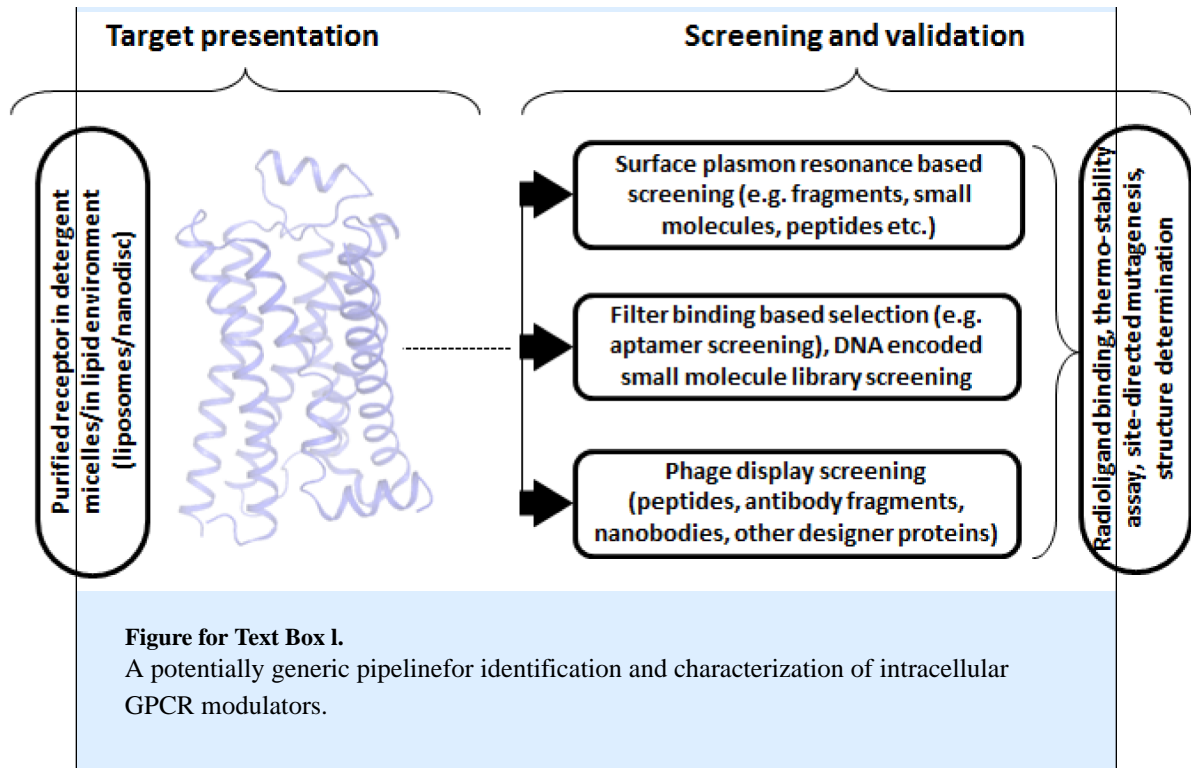 Target presentation
Screening and validation
Purified receptor in detergent
micelles/in lipid environment
(liposomes/nanodisc)
Surface plasmon resonance based
screening (e.g. fragments, small
molecules, peptides etc.)
Filter binding based selection (e.g.
aptamer screening), DNA encoded
small molecule library screening
Phage display screening
(peptides, antibody fragments,
nanobodies, other designer proteins)
Radioligand binding, thermo-stability
assay, site-directed mutagenesis,
structure determination
Figure for Text Box l.
A potentially generic pipelinefor identification and characterization of intracellular
GPCR modulators.